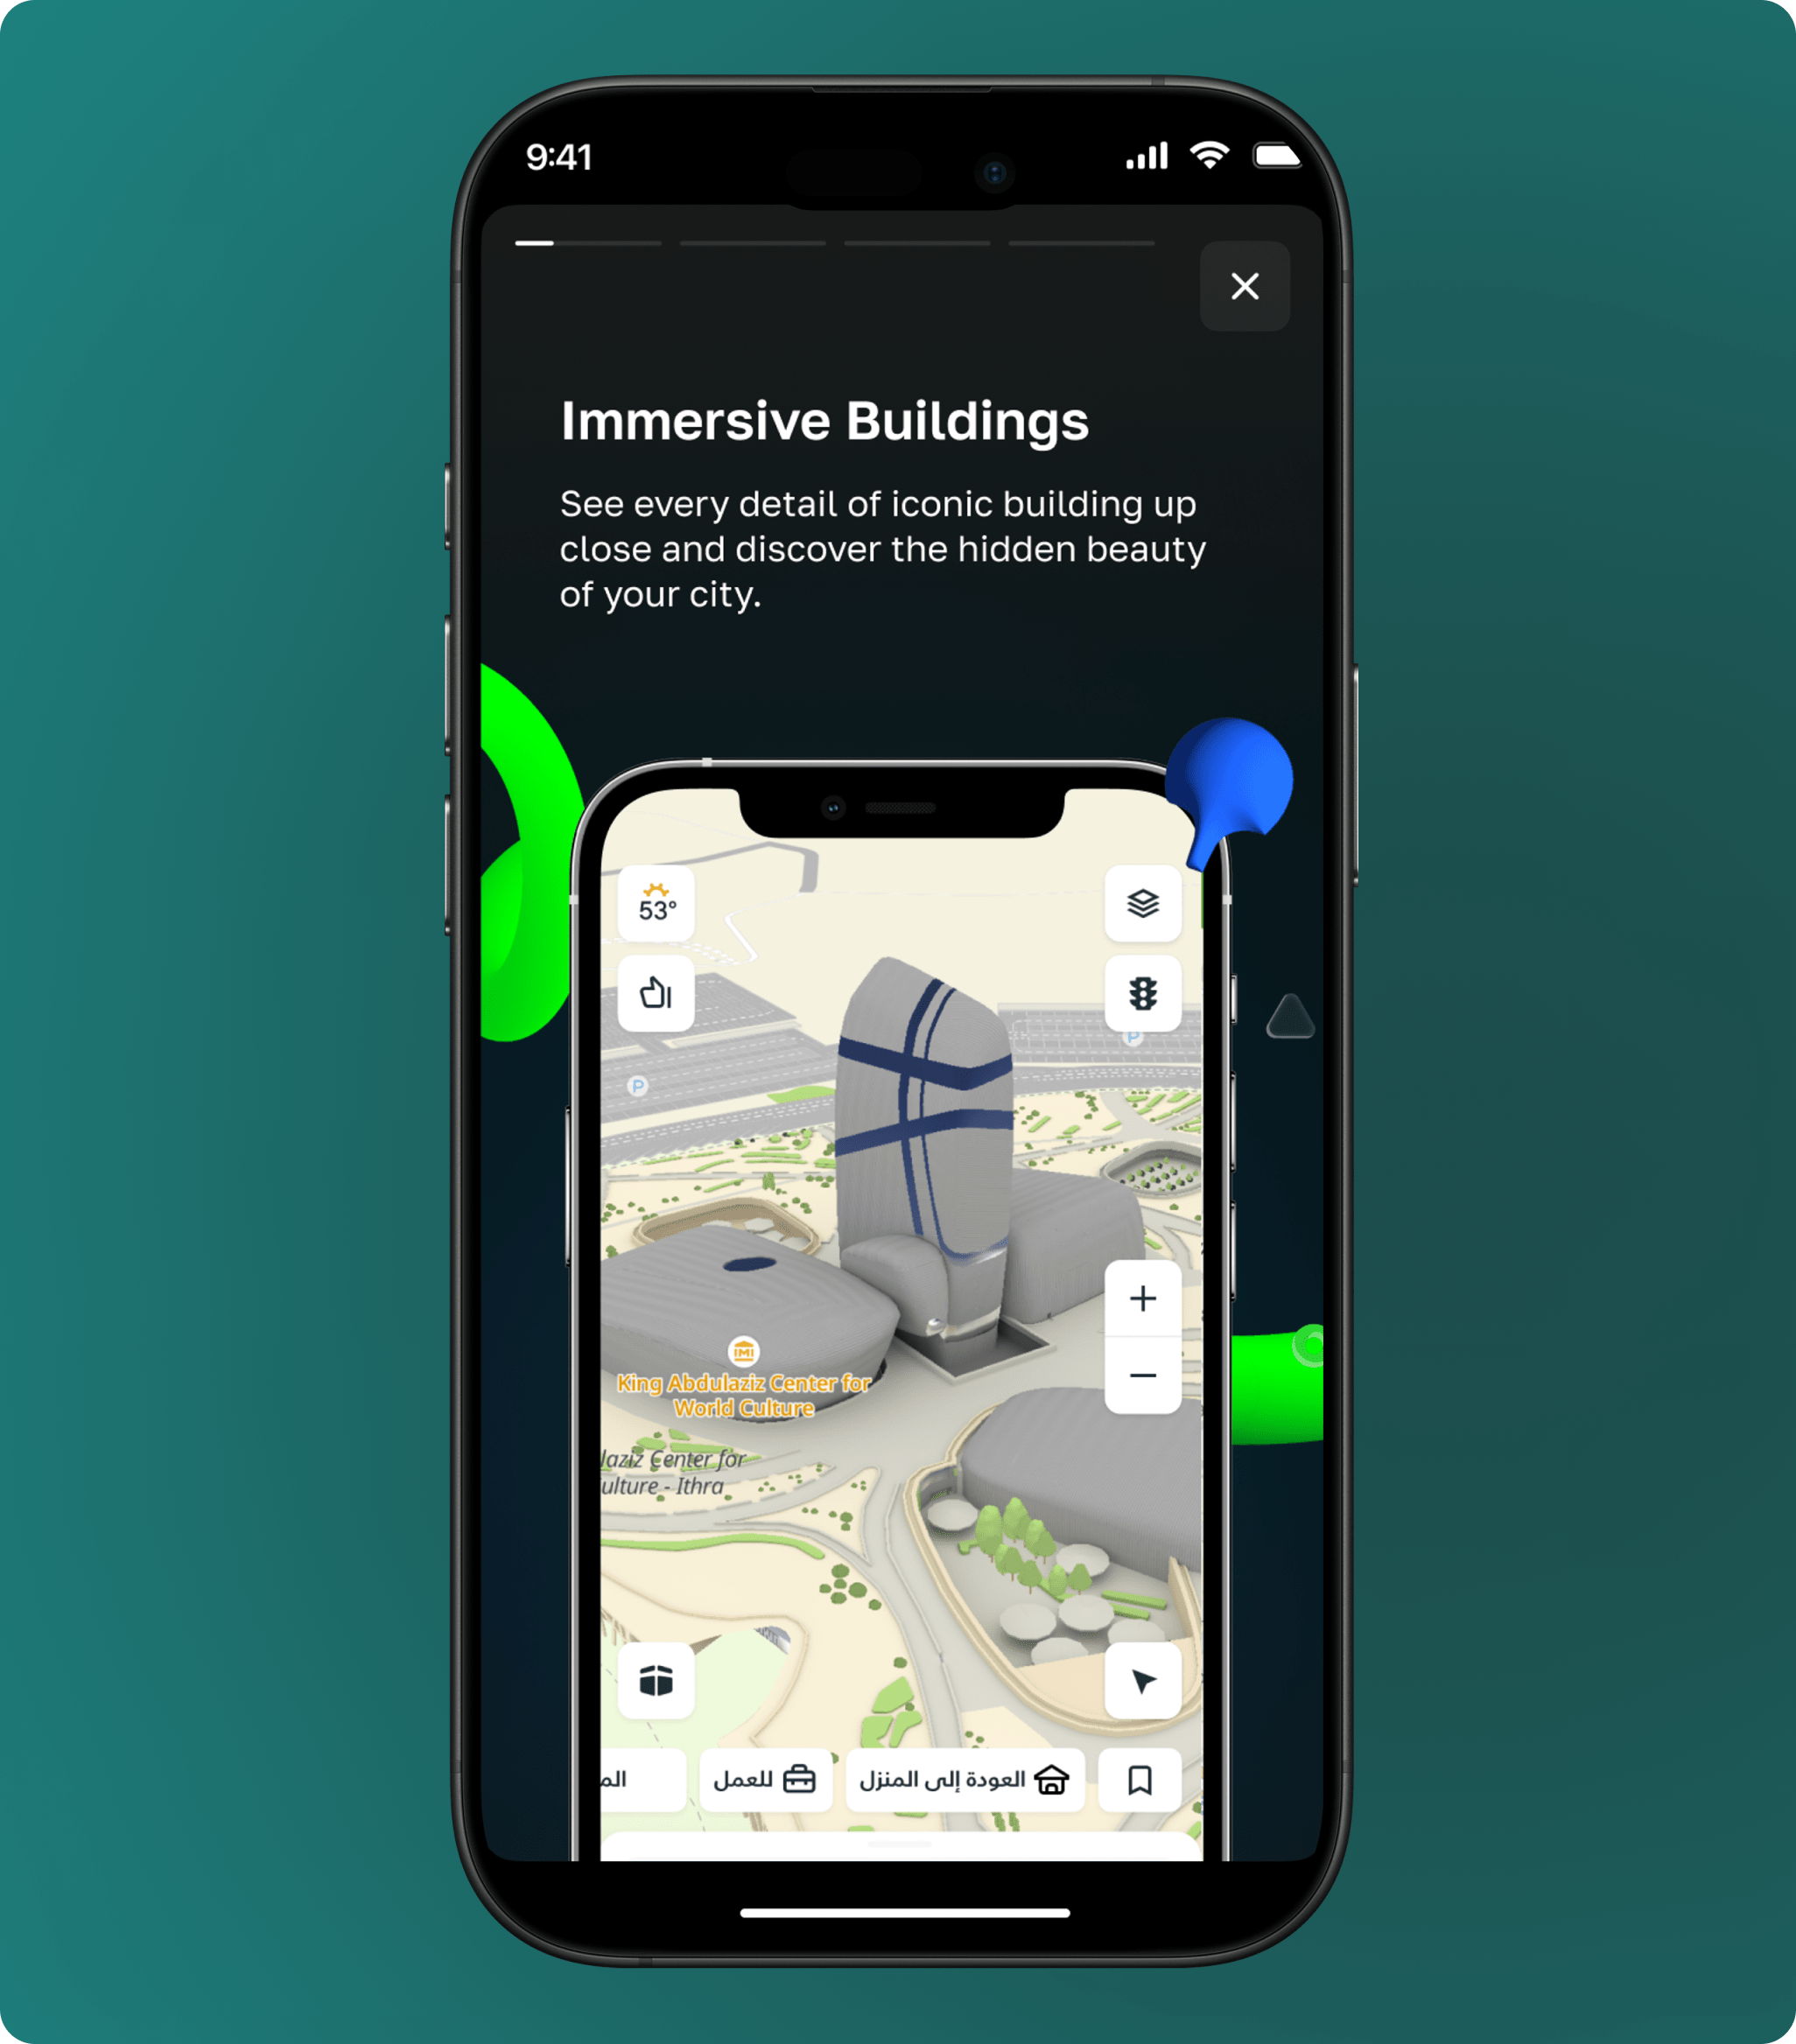 9:41
Immersive Buildings
See every detail of iconic building up
close and discover the hidden beauty
of your city.
53°
P
P
King Abdulaziz Center for
World Culture
laziz Center for
ulture - Ithra
العودة إلى المنزل
للعمل
الم